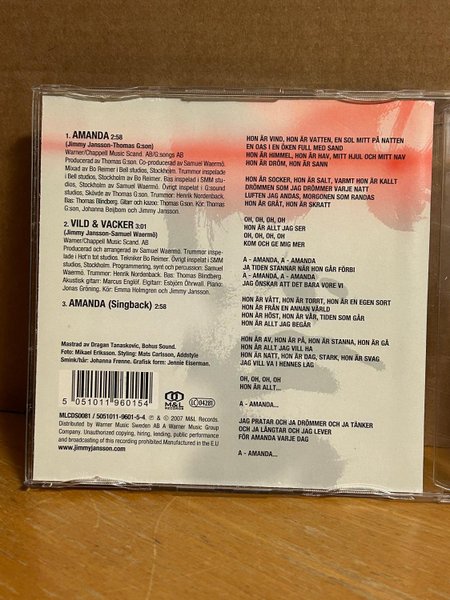 1. AMANDA 2:58
(Jimmy Jansson-Thomas G:son)
Warner/Chappell Music Scand. AB/G:songs AB
Producerad av Thomas G:son. Co-producerad av Samuel Waermö.
Mixad av Bo Reimer i Bell studios, Stockholm. Trummor inspelade
i Bell studios, Stockholm av Bo Reimer. Bas inspelad i SMM stu-
dios, Stockholm av Samuel Waermö. Övrigt inspelat i G:sound
studios, Skövde av Thomas G:son. Trummor: Henrik Nordenback.
Bas: Thomas Blindberg. Gitar och kazoo: Thomas G:son. Kör: Thomas
G:son, Johanna Beijbom och Jimmy Jansson.
2. VILD & VACKER 3:01
(Jimmy Jansson-Samuel Waermö)
Warner/Chappell Music Scand. AB
Producerad och arrangerad av Samuel Waermö. Trummor inspela-
de i Hot'n tot studios. Tekniker Bo Reimer. Övrigt inspelat i SMM
studios, Stockholm. Programmering, synt och percussion: Samuel
Waermö. Trummor: Henrik Nordenback. Bas: Thomas Blindberg.
Akustisk gitarr: Marcus Englöf. Elgitarr: Esbjörn Öhrwall. Piano:
Jonas Gröning. Kör: Emma Holmgren och Jimmy Jansson.
3. AMANDA (Singback) 2:58
Mastrad av Dragan Tanaskovic, Bohus Sound.
Foto: Mikael Eriksson. Styling: Mats Carlsson, Addstyle
Smink/hår: Johanna Frenne. Grafisk form: Jennie Eiserman.
5 051011 960154
M&L
RECORDS
LC 04281
MLCDS0081 / 5051011-9601-5-4 ℗ & © 2007 M&L Records.
Distributed by Warner Music Sweden AB A Warner Music Group
Company. Unauthorized copying, hiring, lending, public performance
and broadcasting of this recording prohibited. Manufactured in the E.U
www.jimmyjansson.com
HON ÄR VIND, HON ÄR VATTEN, EN SOL MITT PÅ NATTEN
EN OAS I EN ÖKEN FULL MED SAND
HON ÄR HIMMEL, HON ÄR HAV, MITT HJUL OCH MITT NAV
HON ÄR DRÖM, HON ÄR SANN
HON ÄR SOCKER, HON ÄR SALT, VARMT HON ÄR KALLT
DRÖMMEN SOM JAG DRÖMMER VARJE NATT
LUFTEN JAG ANDAS, MORGONEN SOM RANDAS
HON ÄR GRÅT, HON ÄR SKRATT
OH, OH, OH, OH
HON ÄR ALLT JAG SER
OH, OH, OH, OH
KOM OCH GE MIG MER
A - AMANDA, A - AMANDA
JA TIDEN STANNAR NÄR HON GÅR FÖRBI
A - AMANDA, A - AMANDA
JAG ÖNSKAR ATT DET BARA VORE VI
HON ÄR VÅTT, HON ÄR TORRT, HON ÄR EN EGEN SORT
HON ÄR FRÅN EN ANNAN VÄRLD
HON ÄR HÖST, HON ÄR VÅR, TIDEN SOM GÅR
HON ÄR ALLT JAG BEGÄR
HON ÄR AV, HON ÄR PÅ, HON ÄR STANNA, HON ÄR GÅ
HON ÄR ALLT JAG VILL HA
HON ÄR NATT, HON ÄR DAG, STARK, HON ÄR SVAG
JAG VILL VA I HENNES LAG
OH, OH, OH, OH
HON ÄR ALLT...
A - AMANDA...
JAG PRATAR OCH JA DRÖMMER OCH JA TÄNKER
OCH JA LÄNGTAR OCH JAG LEVER
FÖR AMANDA VARJE DAG
A - AMANDA...